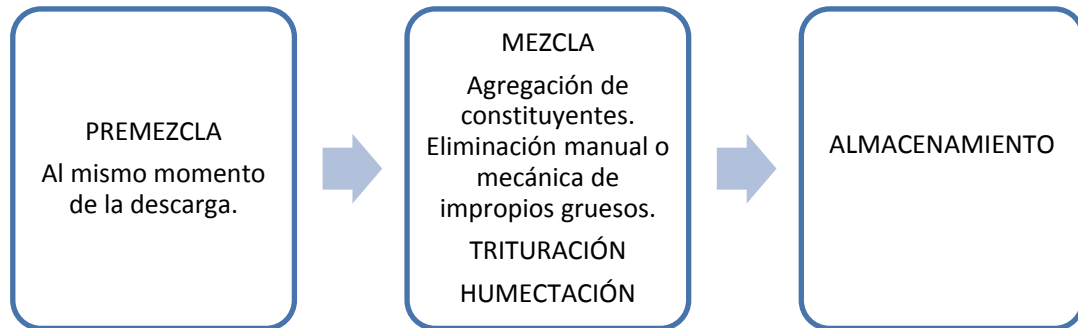 PREMEZCLA
Al mismo momento
de la descarga.
MEZCLA
Agregación de
constituyentes.
Eliminación manual o
mecánica de
impropios gruesos.
TRITURACIÓN
HUMECTACIÓN
ALMACENAMIENTO